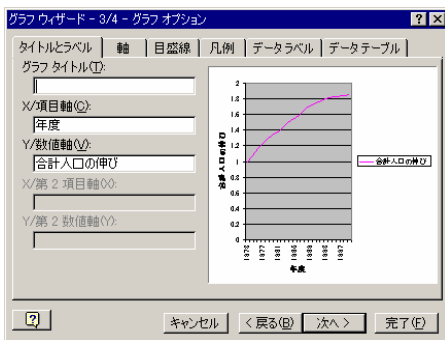 グラフ ウィザード - 3/4 - グラフ オプション
タイトルとラベル 軸 目盛線 凡例 データ ラベル データ テーブル
グラフ タイトル(T):
X/項目軸(C):
年度
Y/数値軸(V):
合計人口の伸び
X/第 2 項目軸(X):
Y/第 2 数値軸(Y):
2
1.8
1.6
1.4
1.2
1
0.8
0.6
0.4
0.2
0
合計人口の伸び
年度
合計人口の伸び
キャンセル < 戻る(B) 次へ > 完了(F)